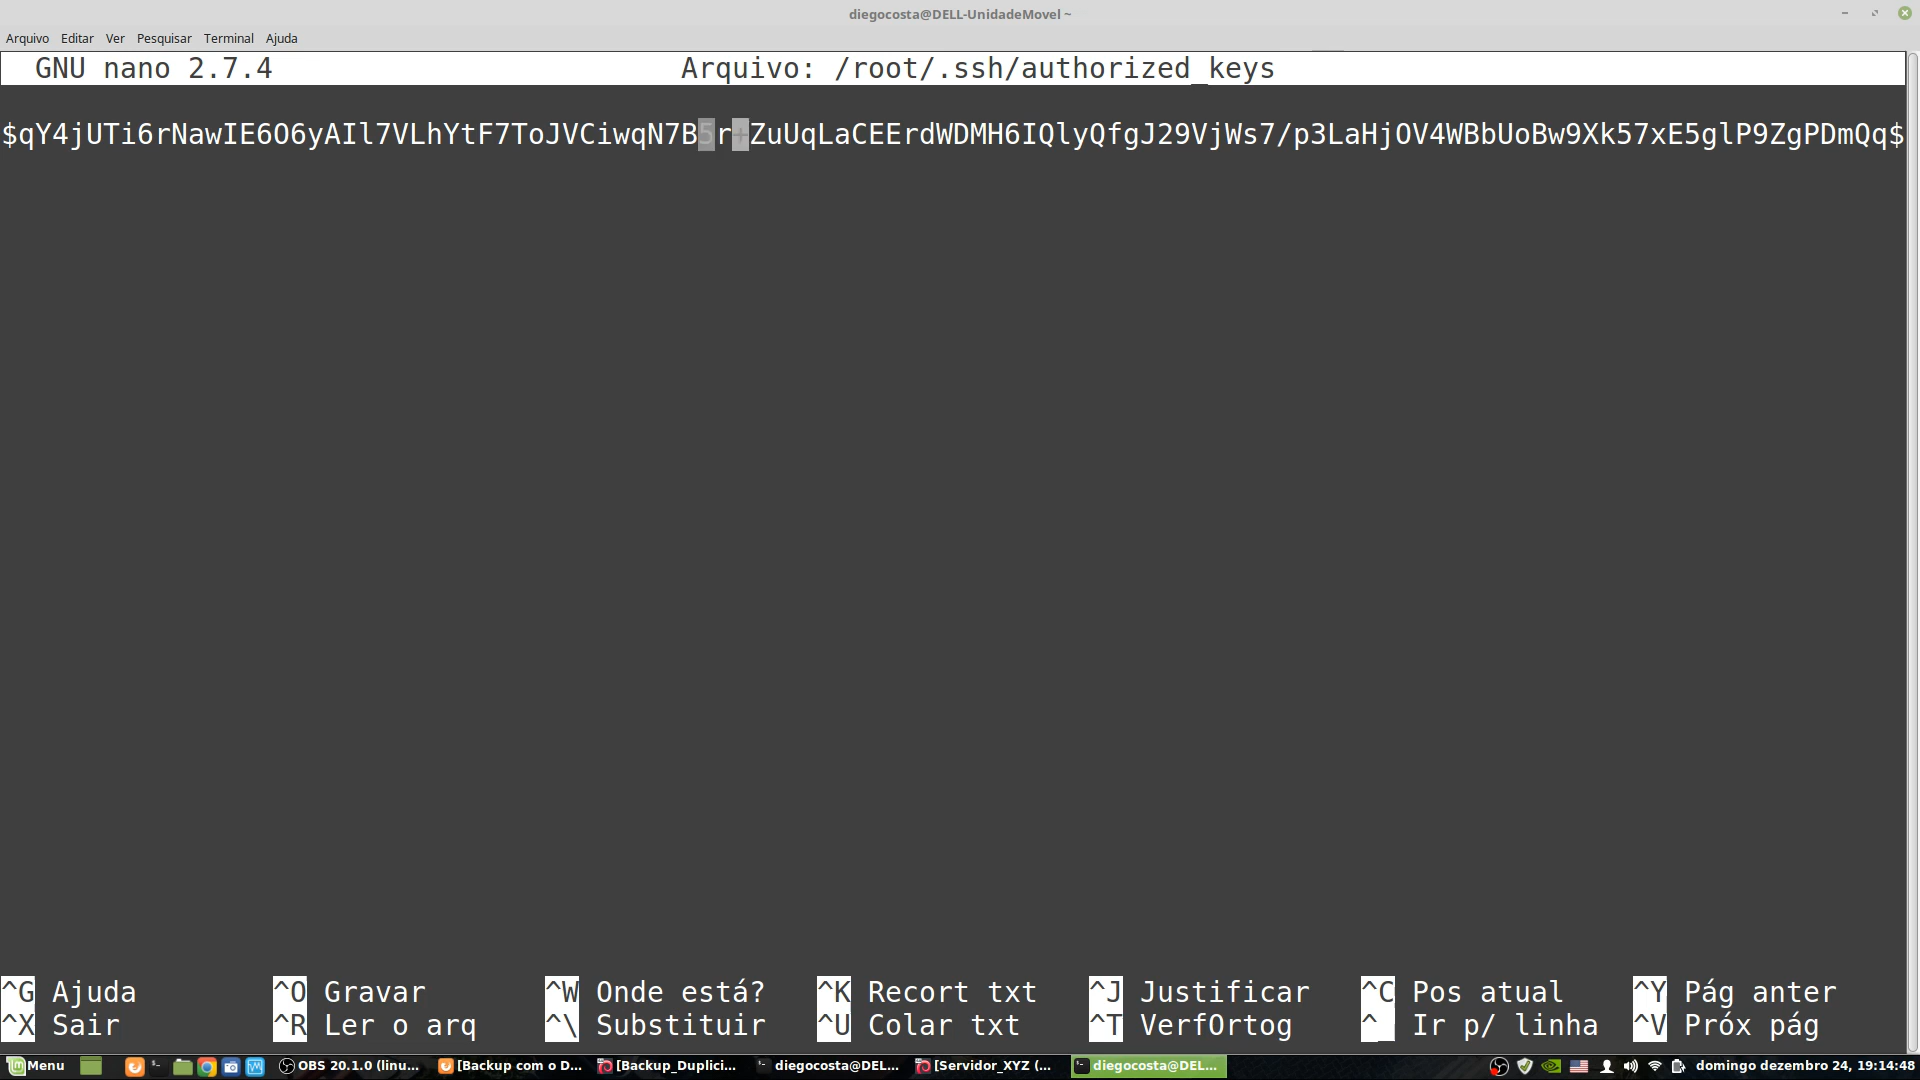 diegocosta@DELL-UnidadeMovel ~
Arquivo Editar Ver Pesquisar Terminal Ajuda
GNU nano 2.7.4 Arquivo: /root/.ssh/authorized_keys
$qY4jUTi6rNawIE6O6yAIl7VLhYtF7ToJVCiwqN7B5r+ZuUqLaCEErdWDMH6IQlyQfgJ29VjWs7/p3LaHjOV4WBbUoBw9Xk57xE5glP9ZgPDmQq$
^G Ajuda ^O Gravar ^W Onde está? ^K Recort txt ^J Justificar ^C Pos atual ^Y Pág anter
^X Sair ^R Ler o arq ^\ Substituir ^U Colar txt ^T VerfOrtog ^_ Ir p/ linha ^V Próx pág
Menu OBS 20.1.0 (linu... [Backup com o D... [Backup_Duplici... diegocosta@DEL... [Servidor_XYZ (... diegocosta@DEL... domingo dezembro 24, 19:14:48